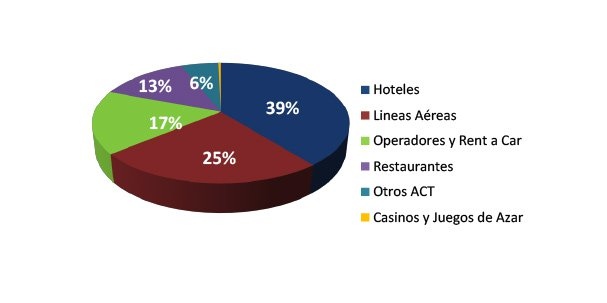 13%
6%
39%
17%
25%
Hoteles
Lineas Aéreas
Operadores y Rent a Car
Restaurantes
Otros ACT
Casinos y Juegos de Azar